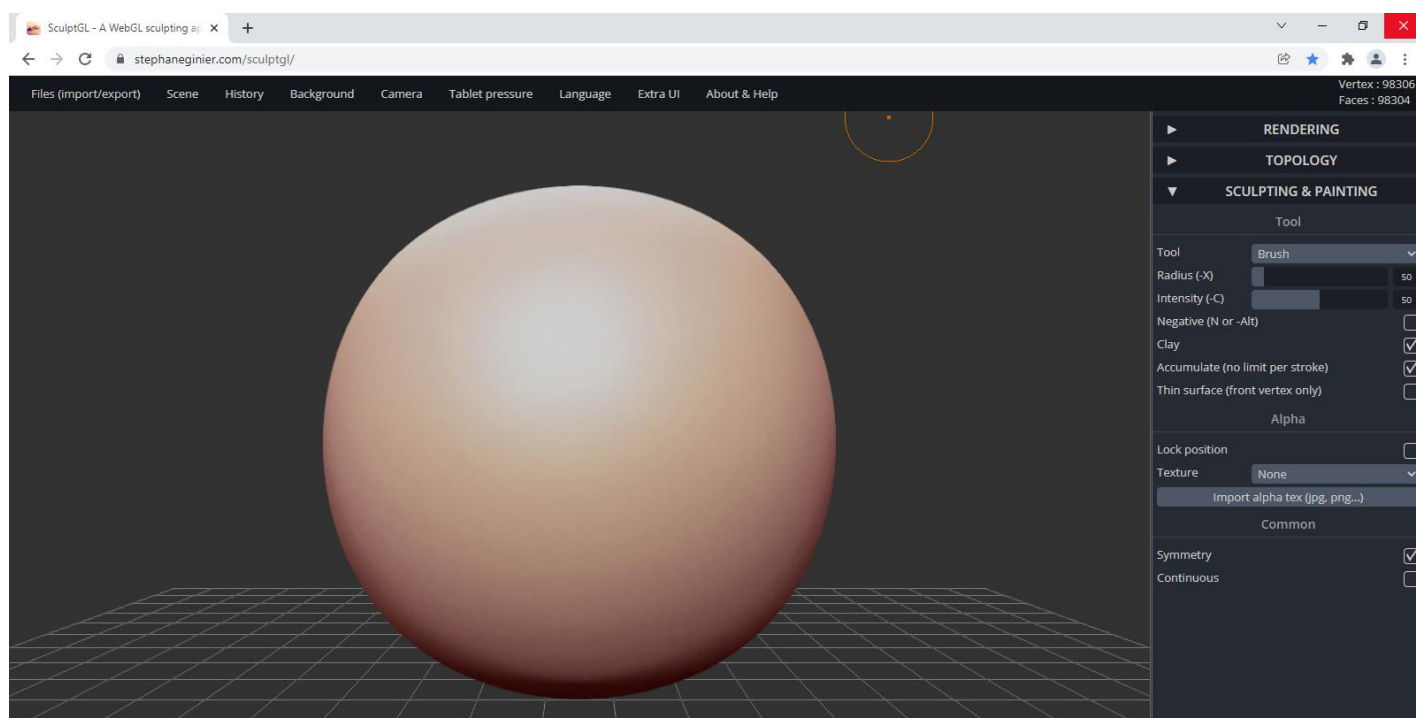 SculptGL - A WebGL sculpting ap
stephaneginier.com/sculptgl/
Files (import/export) Scene History Background Camera Tablet pressure Language Extra UI About & Help
Vertex : 98306
Faces : 98304
RENDERING
TOPOLOGY
SCULPTING & PAINTING
Tool
Tool Brush
Radius (-X) 50
Intensity (-C) 50
Negative (N or -Alt)
Clay
Accumulate (no limit per stroke)
Thin surface (front vertex only)
Alpha
Lock position
Texture None
Import alpha tex (jpg, png...)
Common
Symmetry
Continuous